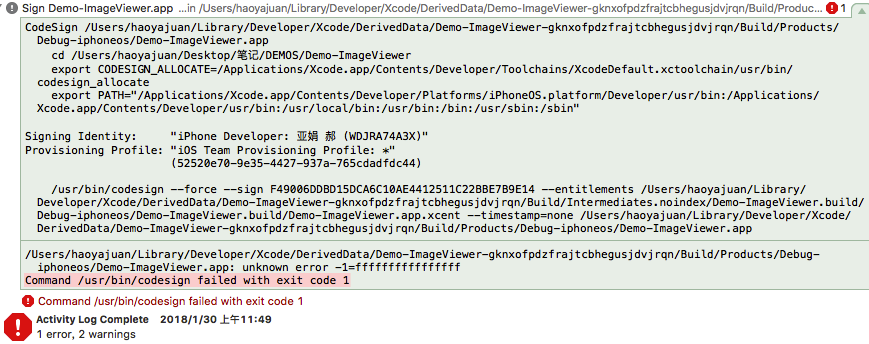 Sign Demo-ImageViewer.app ...in /Users/haoyajuan/Library/Developer/Xcode/DerivedData/Demo-ImageViewer-gknxofpdzfrajtcbhegusjdvjrqn/Build/Produc... 1
CodeSign /Users/haoyajuan/Library/Developer/Xcode/DerivedData/Demo-ImageViewer-gknxofpdzfrajtcbhegusjdvjrqn/Build/Products/
Debug-iphoneos/Demo-ImageViewer.app
cd /Users/haoyajuan/Desktop/笔记/DEMOS/Demo-ImageViewer
export CODESIGN_ALLOCATE=/Applications/Xcode.app/Contents/Developer/Toolchains/XcodeDefault.xctoolchain/usr/bin/
codesign_allocate
export PATH="/Applications/Xcode.app/Contents/Developer/Platforms/iPhoneOS.platform/Developer/usr/bin:/Applications/
Xcode.app/Contents/Developer/usr/bin:/usr/local/bin:/usr/bin:/bin:/usr/sbin:/sbin"
Signing Identity: "iPhone Developer: 亚娟 郝 (WDJRA74A3X)"
Provisioning Profile: "iOS Team Provisioning Profile: *"
(52520e70-9e35-4427-937a-765cdadfdc44)
/usr/bin/codesign --force --sign F49006DDBD15DCA6C10AE4412511C22BBE7B9E14 --entitlements /Users/haoyajuan/Library/
Developer/Xcode/DerivedData/Demo-ImageViewer-gknxofpdzfrajtcbhegusjdvjrqn/Build/Intermediates.noindex/Demo-ImageViewer.build/
Debug-iphoneos/Demo-ImageViewer.build/Demo-ImageViewer.app.xcent --timestamp=none /Users/haoyajuan/Library/Developer/Xcode/
DerivedData/Demo-ImageViewer-gknxofpdzfrajtcbhegusjdvjrqn/Build/Products/Debug-iphoneos/Demo-ImageViewer.app
/Users/haoyajuan/Library/Developer/Xcode/DerivedData/Demo-ImageViewer-gknxofpdzfrajtcbhegusjdvjrqn/Build/Products/Debug-
iphoneos/Demo-ImageViewer.app: unknown error -1=ffffffffffffffff
Command /usr/bin/codesign failed with exit code 1
Command /usr/bin/codesign failed with exit code 1
Activity Log Complete 2018/1/30 上午11:49
1 error, 2 warnings